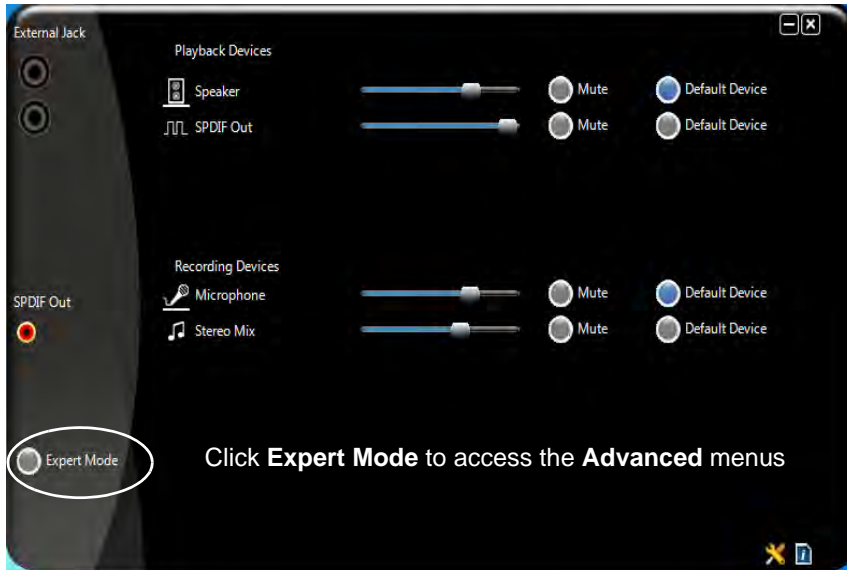 External Jack
Playback Devices
Speaker Mute Default Device
SPDIF Out Mute Default Device
Recording Devices
Microphone Mute Default Device
SPDIF Out
Stereo Mix Mute Default Device
Expert Mode
Click Expert Mode to access the Advanced menus